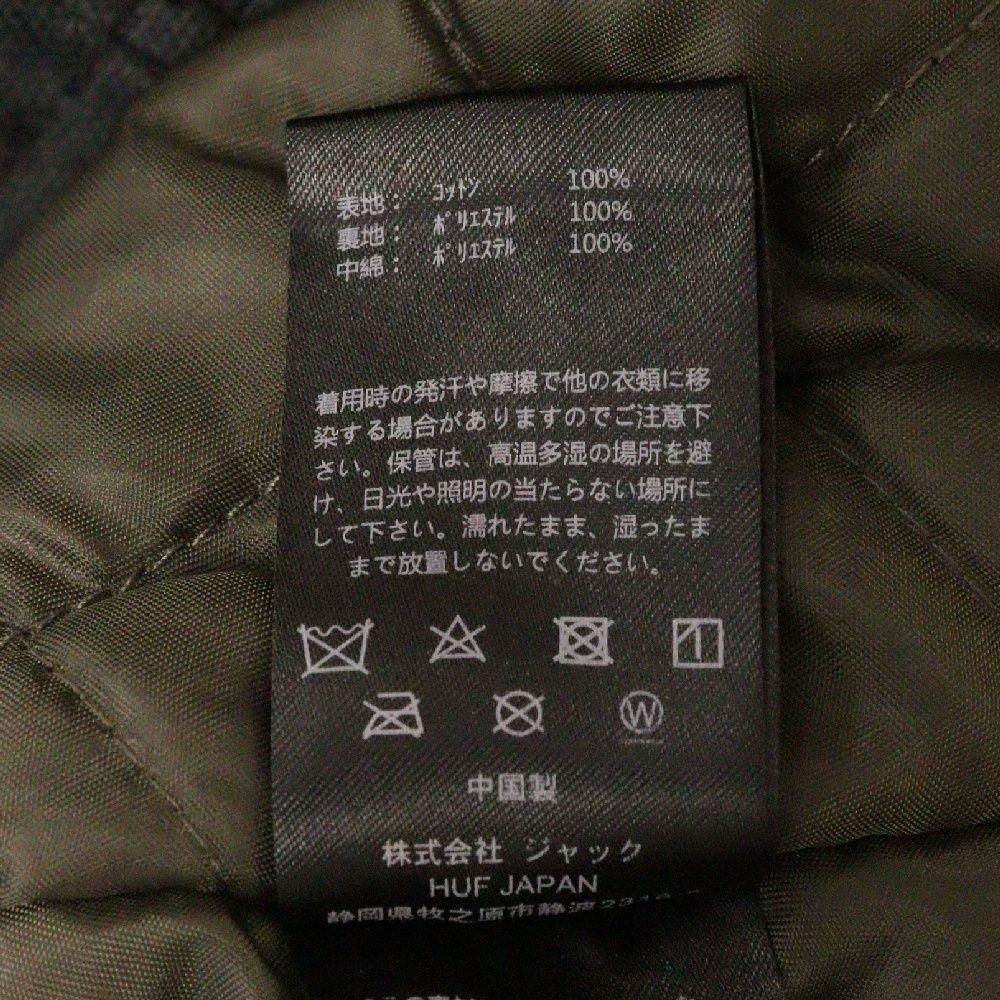 表地： コットン 100%
裏地： ポリエステル 100%
中綿： ポリエステル 100%
着用時の発汗や摩擦で他の衣類に移
染する場合がありますのでご注意下
さい。保管は、高温多湿の場所を避
け、日光や照明の当たらない場所に
して下さい。濡れたまま、湿ったま
まで放置しないでください。
W
中国製
株式会社 ジャック
HUF JAPAN
静岡県牧之原市静波